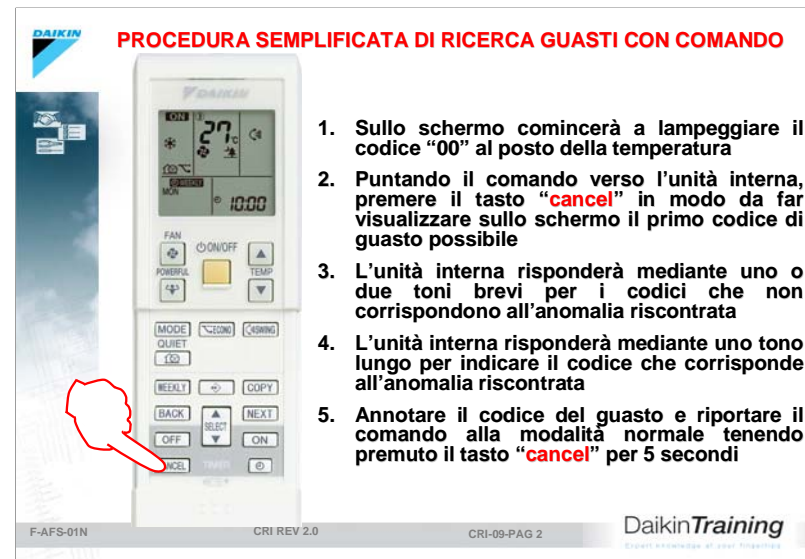 DAIKIN
PROCEDURA SEMPLIFICATA DI RICERCA GUASTI CON COMANDO
DAIKIN
ON
27°C
WEEKLY
MON
10:00
FAN
ON/OFF
POWERFUL
TEMP
MODE
ECONO
SWING
QUIET
WEEKLY
COPY
BACK
SELECT
NEXT
OFF
ON
NCEL
TIMER
1. Sullo schermo comincerà a lampeggiare il
codice “00” al posto della temperatura
2. Puntando il comando verso l’unità interna,
premere il tasto “cancel” in modo da far
visualizzare sullo schermo il primo codice di
guasto possibile
3. L’unità interna risponderà mediante uno o
due toni brevi per i codici che non
corrispondono all’anomalia riscontrata
4. L’unità interna risponderà mediante uno tono
lungo per indicare il codice che corrisponde
all’anomalia riscontrata
5. Annotare il codice del guasto e riportare il
comando alla modalità normale tenendo
premuto il tasto “cancel” per 5 secondi
F-AFS-01N
CRI REV 2.0
CRI-09-PAG 2
DaikinTraining
Expert knowledge at your fingertips